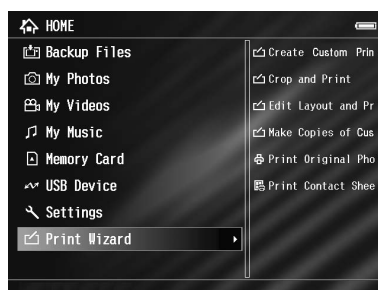 HOME
Backup Files
My Photos
My Videos
My Music
Memory Card
USB Device
Settings
Print Wizard
Create Custom Prin
Crop and Print
Edit Layout and Pr
Make Copies of Cus
Print Original Pho
Print Contact Shee